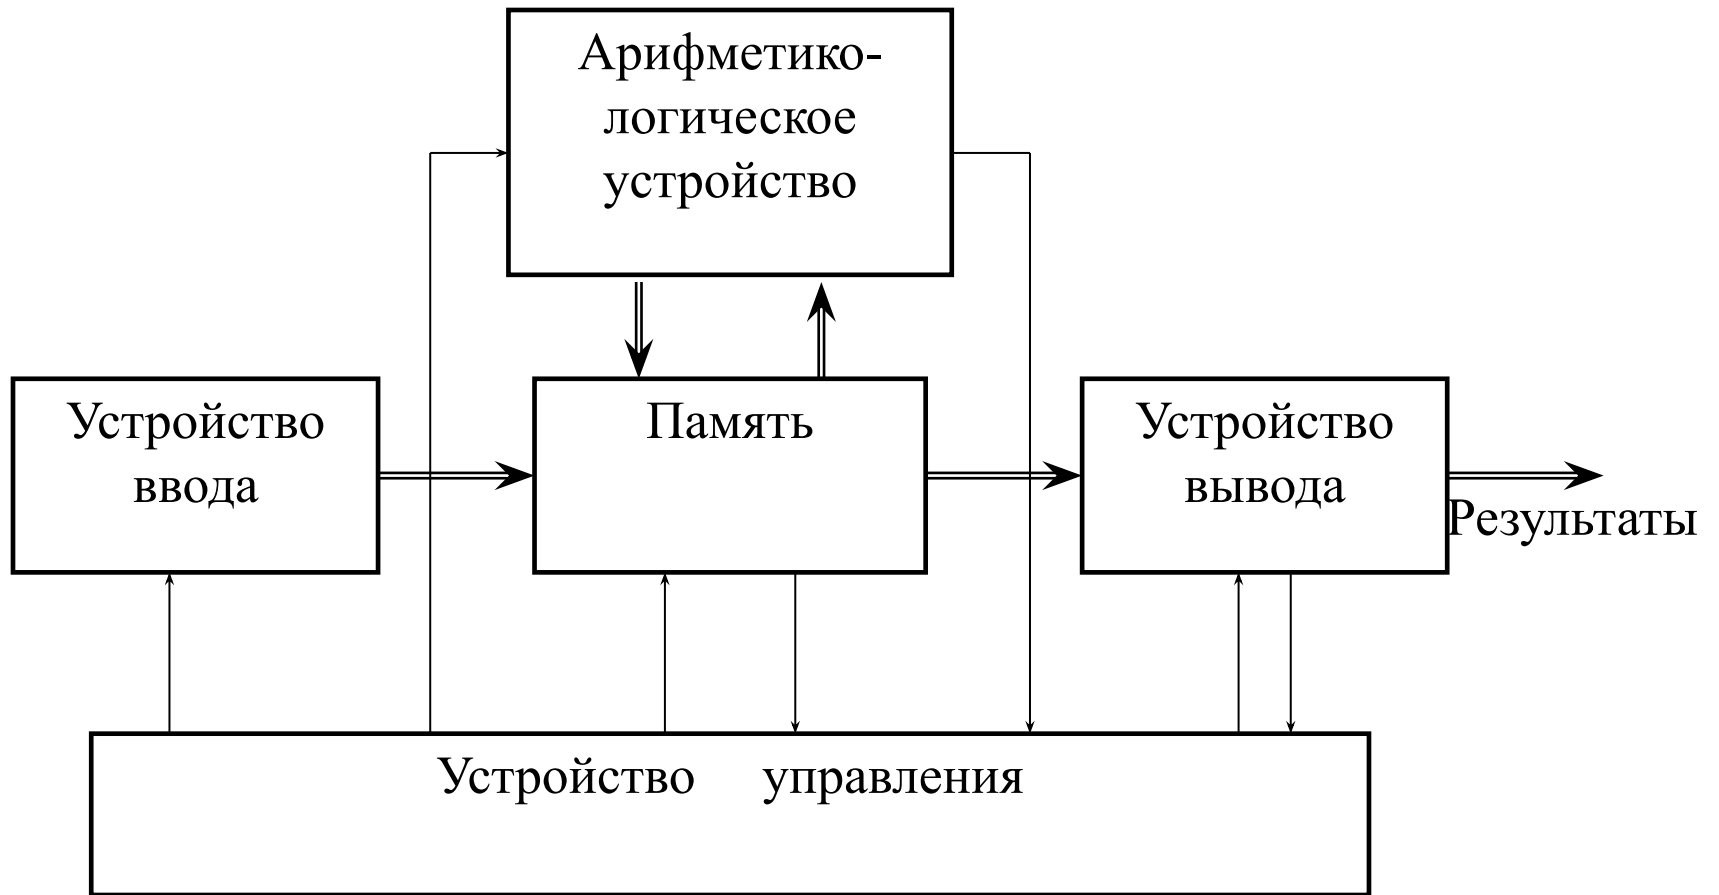 Арифметико-
логическое
устройство
Устройство
ввода
Память
Устройство
вывода
Результаты
Устройство управления